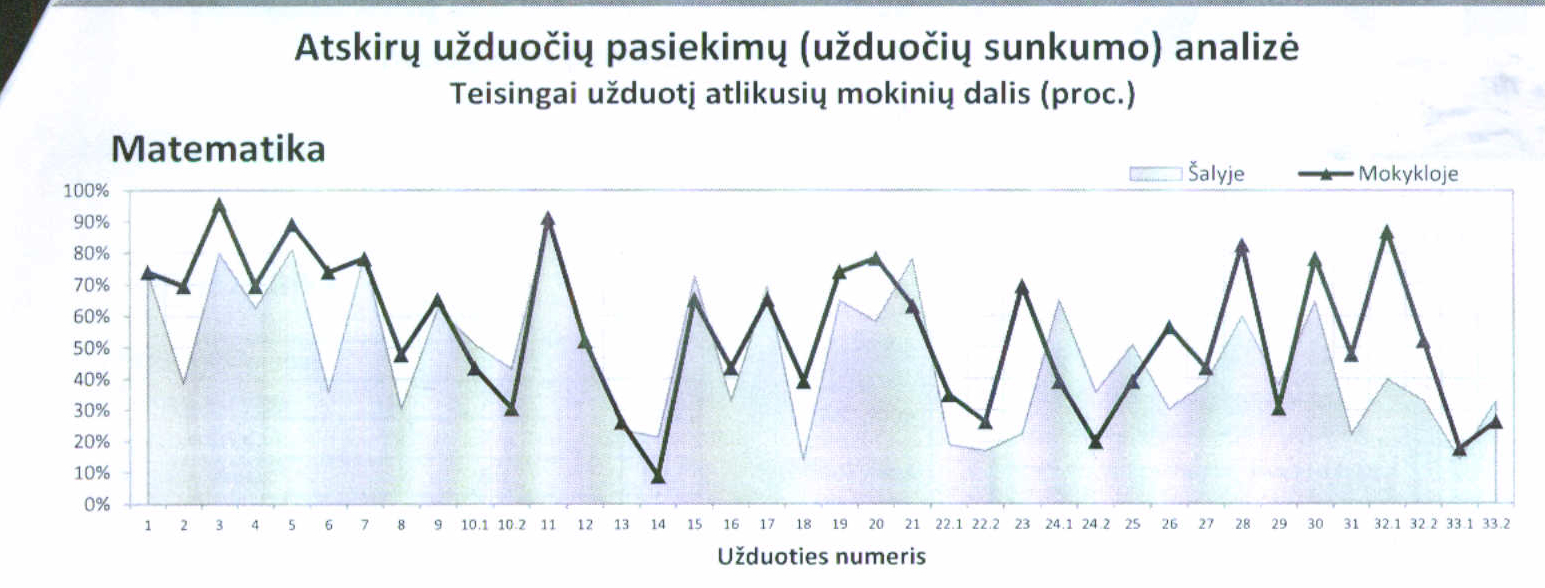 Atskirų užduočių pasiekimų (užduočių sunkumo) analizė
Teisingai užduotį atlikusių mokinių dalis (proc.)
Matematika
Šalyje Mokykloje
100%
90%
80%
70%
60%
50%
40%
30%
20%
10%
0%
1 2 3 4 5 6 7 8 9 10.1 10.2 11 12 13 14 15 16 17 18 19 20 21 22.1 22.2 23 24.1 24 2 25 26 27 28 29 30 31 32.1 32 2 33 1 33.2
Užduoties numeris